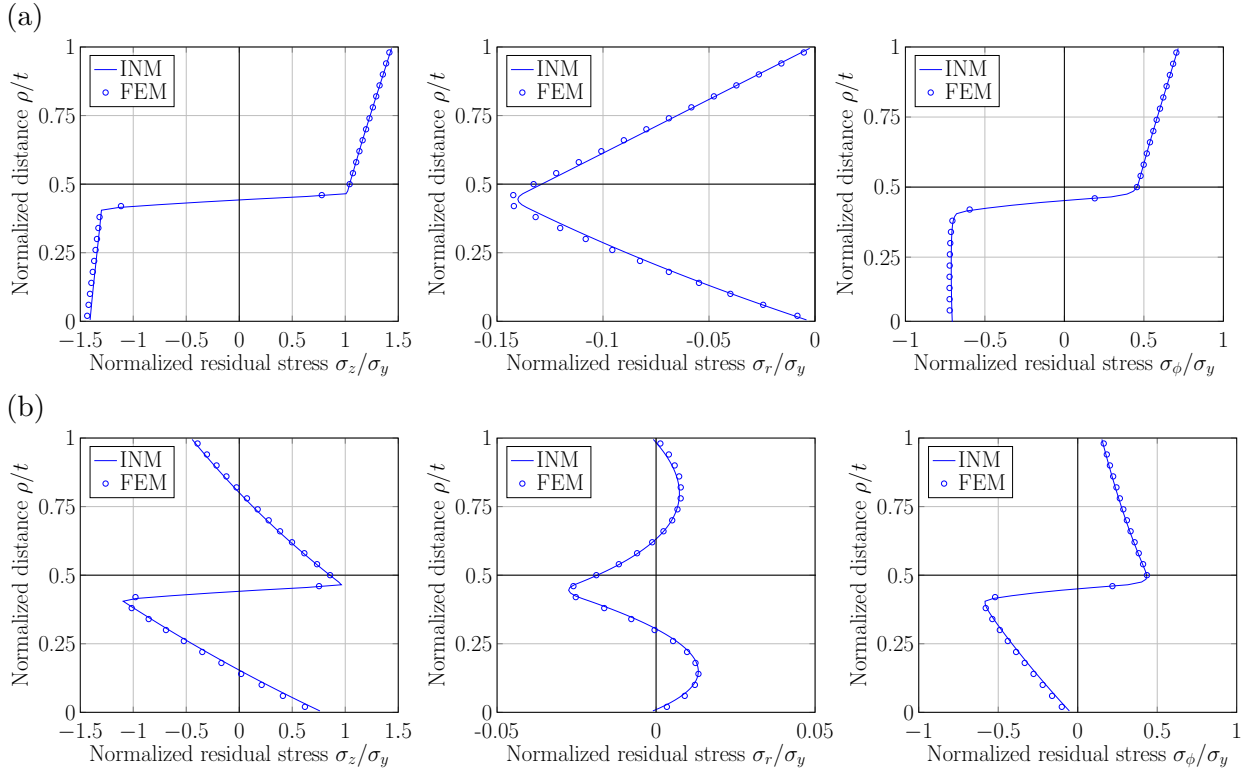 (a)
Normalized distance ρ/t
1
0.75
0.5
0.25
0
INM
FEM
−1.5 −1 −0.5 0 0.5 1 1.5
Normalized residual stress σz/σy
Normalized distance ρ/t
1
0.75
0.5
0.25
0
INM
FEM
-0.15 -0.1 -0.05 0
Normalized residual stress σr/σy
Normalized distance ρ/t
1
0.75
0.5
0.25
0
INM
FEM
−1 −0.5 0 0.5 1
Normalized residual stress σϕ/σy
(b)
Normalized distance ρ/t
1
0.75
0.5
0.25
0
INM
FEM
−1.5 −1 −0.5 0 0.5 1 1.5
Normalized residual stress σz/σy
Normalized distance ρ/t
1
0.75
0.5
0.25
0
INM
FEM
-0.05 0 0.05
Normalized residual stress σr/σy
Normalized distance ρ/t
1
0.75
0.5
0.25
0
INM
FEM
−1 −0.5 0 0.5 1
Normalized residual stress σϕ/σy